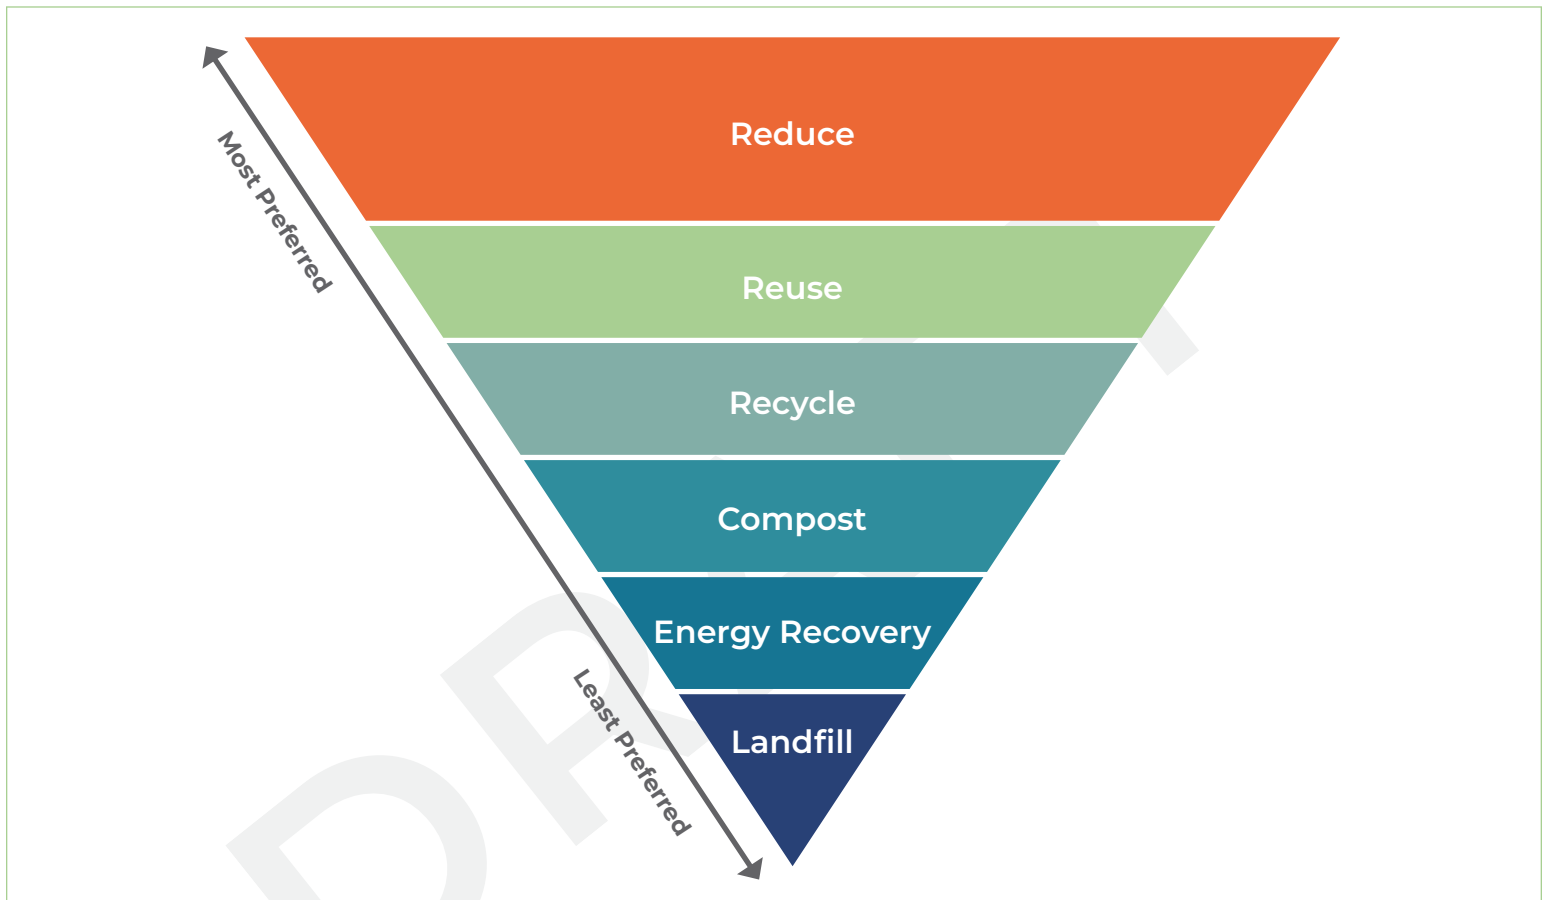 Reduce
Most Preferred
Reuse
Recycle
Compost
Energy Recovery
Least Preferred
Landfill